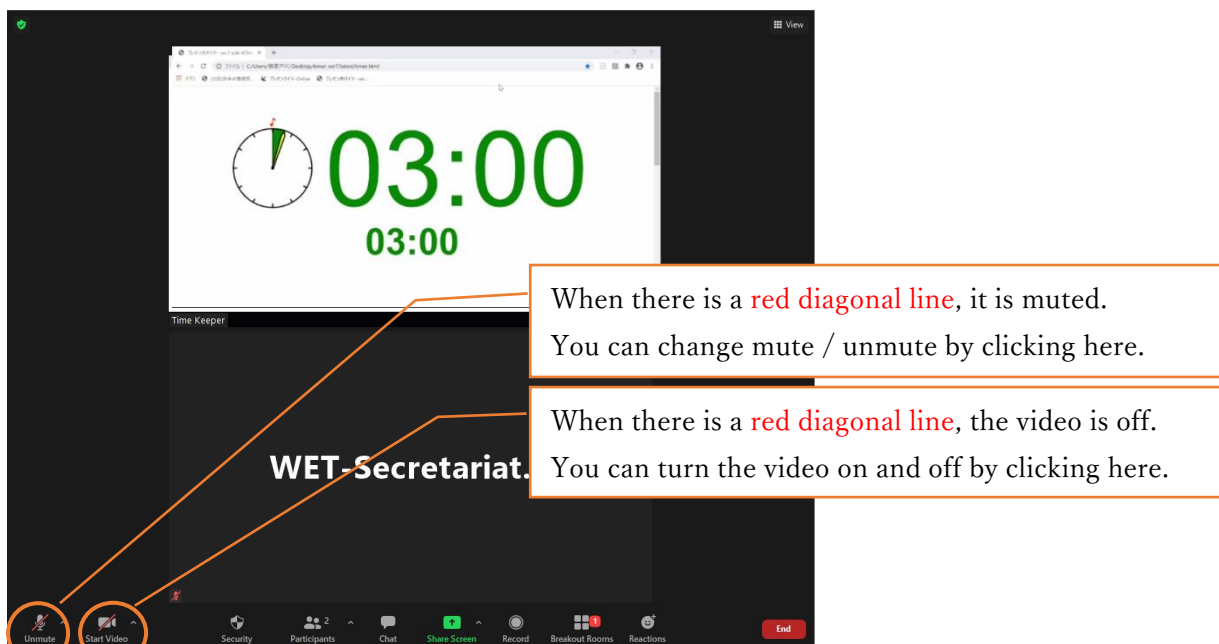 View
03:00
03:00
Time Keeper
When there is a red diagonal line, it is muted.
You can change mute / unmute by clicking here.
When there is a red diagonal line, the video is off.
You can turn the video on and off by clicking here.
WET-Secretariat.
Unmute
Start Video
Security
Participants
2
Chat
Share Screen
Record
Breakout Rooms
1
Reactions
End